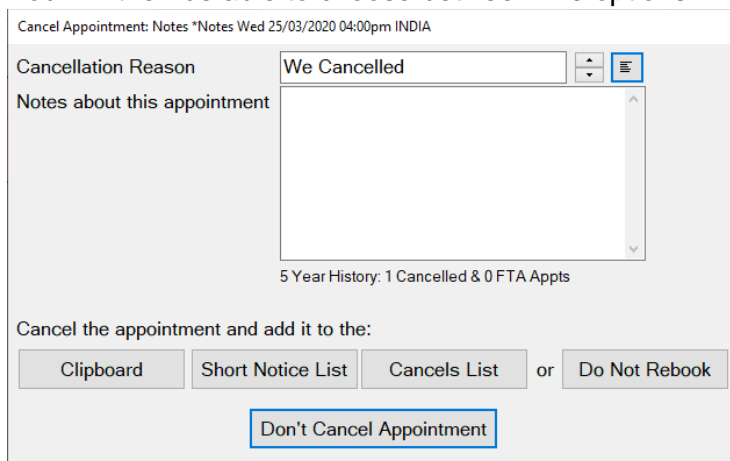 Cancel Appointment: Notes *Notes Wed 25/03/2020 04:00pm INDIA
Cancellation Reason We Cancelled
Notes about this appointment
5 Year History: 1 Cancelled & 0 FTA Appts
Cancel the appointment and add it to the:
Clipboard Short Notice List Cancels List or Do Not Rebook
Don't Cancel Appointment